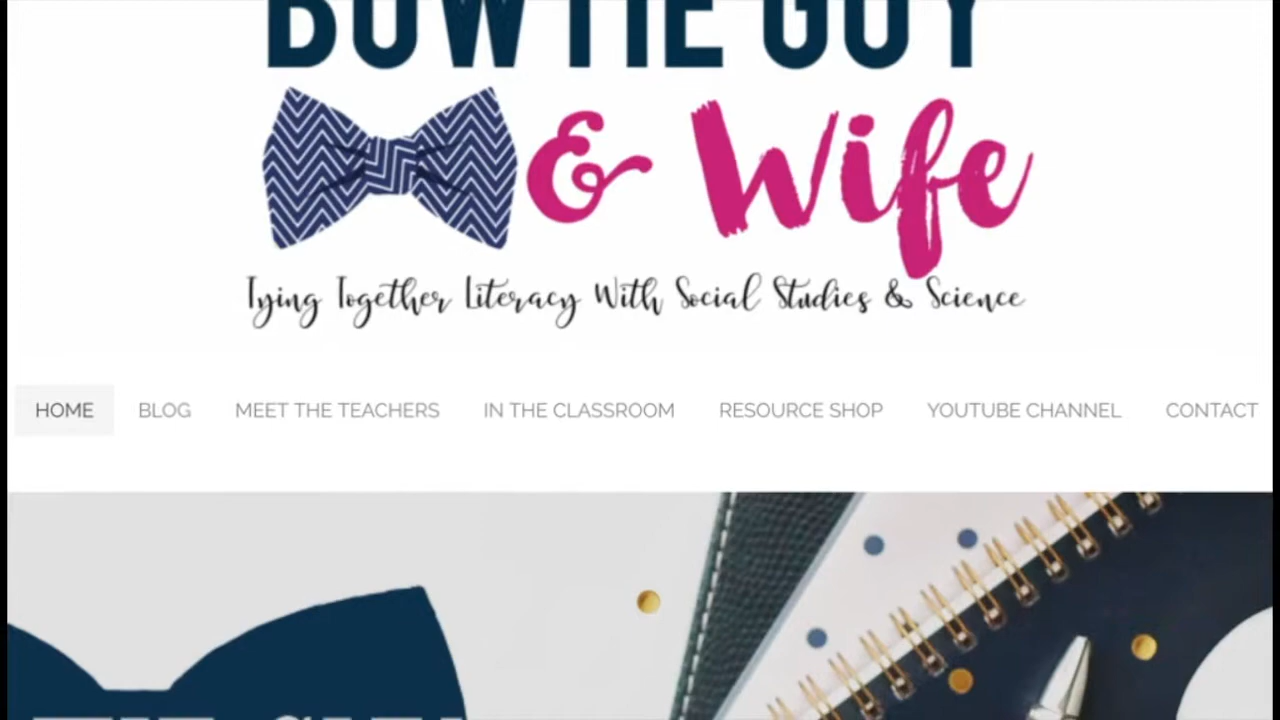 BOWTIE GUY
& Wife
Tying Together Literacy With Social Studies & Science
HOME BLOG MEET THE TEACHERS IN THE CLASSROOM RESOURCE SHOP YOUTUBE CHANNEL CONTACT